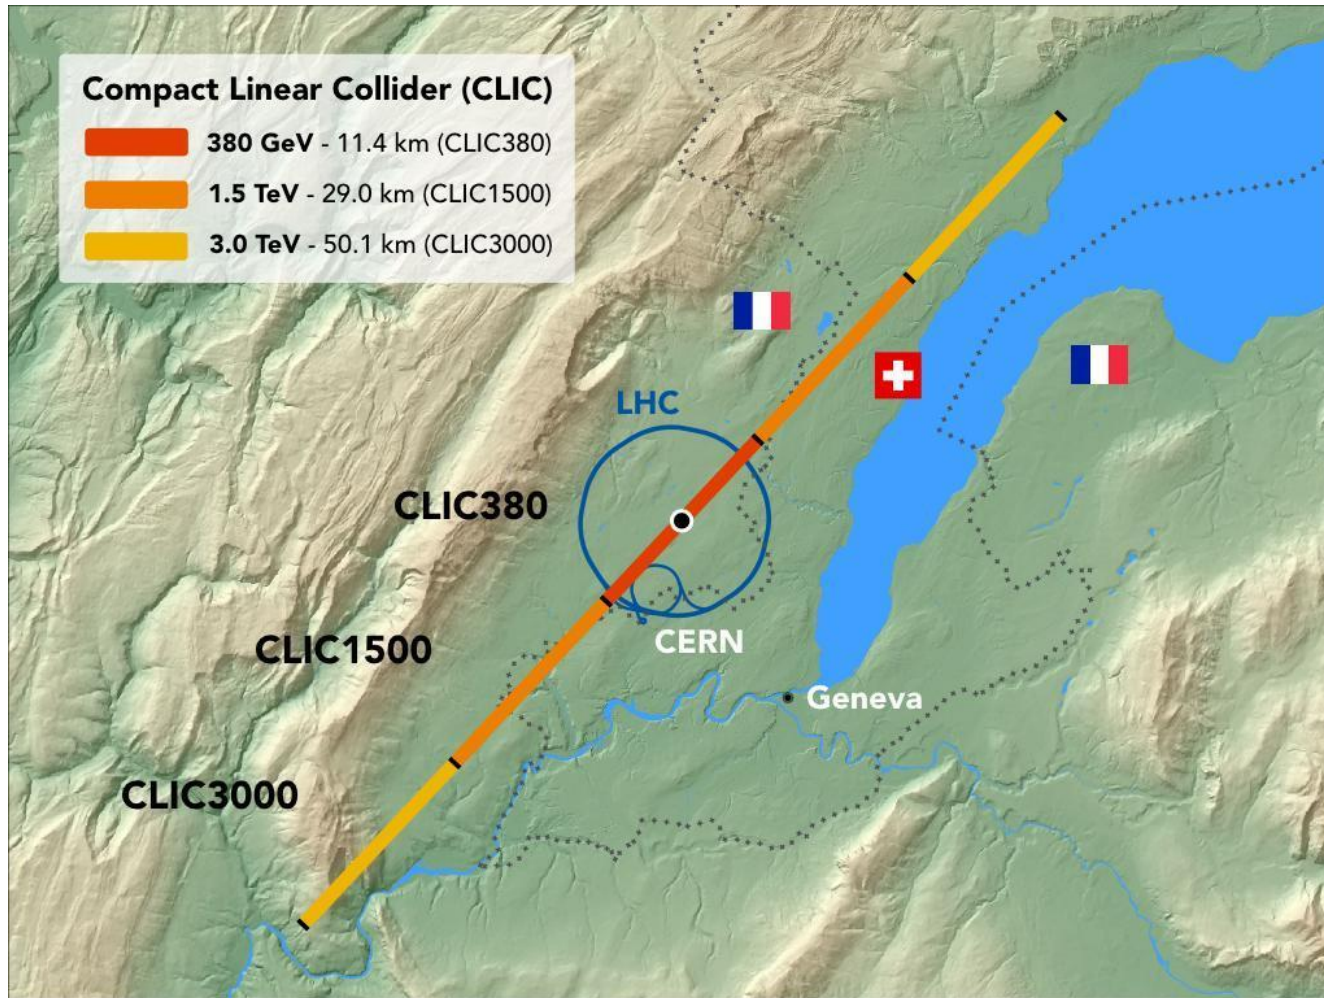 Compact Linear Collider (CLIC)
380 GeV - 11.4 km (CLIC380)
1.5 TeV - 29.0 km (CLIC1500)
3.0 TeV - 50.1 km (CLIC3000)
LHC
CLIC380
CERN
CLIC1500
Geneva
CLIC3000